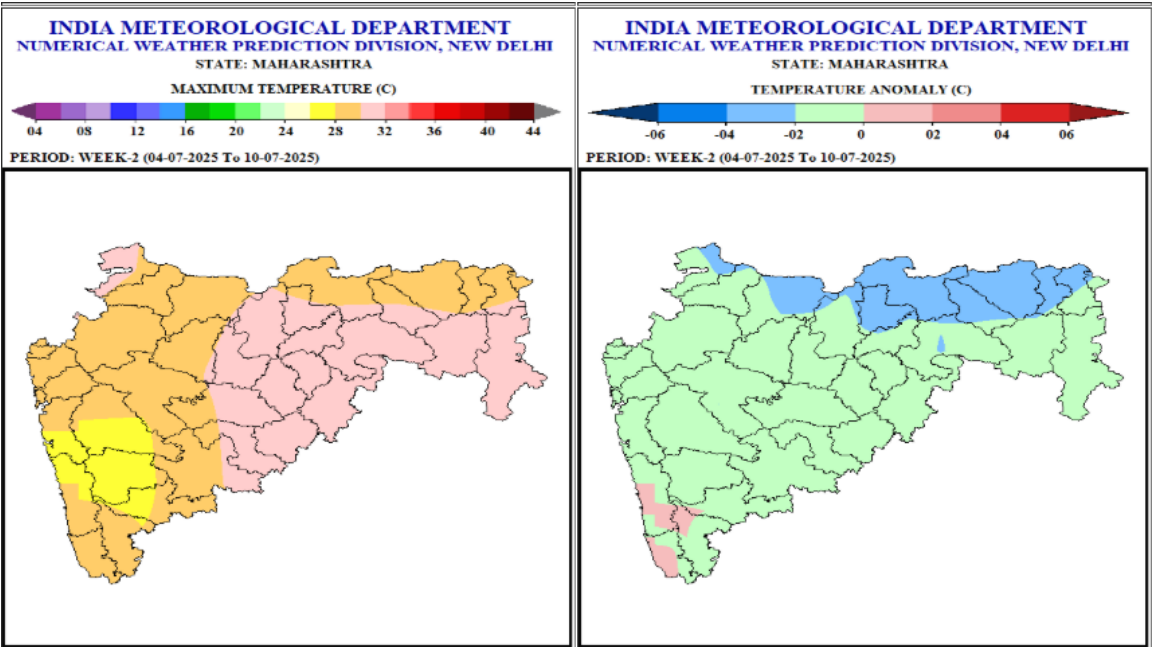 INDIA METEOROLOGICAL DEPARTMENT
NUMERICAL WEATHER PREDICTION DIVISION, NEW DELHI
STATE: MAHARASHTRA
MAXIMUM TEMPERATURE (C)
04 08 12 16 20 24 28 32 36 40 44
PERIOD: WEEK-2 (04-07-2025 To 10-07-2025)
INDIA METEOROLOGICAL DEPARTMENT
NUMERICAL WEATHER PREDICTION DIVISION, NEW DELHI
STATE: MAHARASHTRA
TEMPERATURE ANOMALY (C)
-06 -04 -02 0 02 04 06
PERIOD: WEEK-2 (04-07-2025 To 10-07-2025)